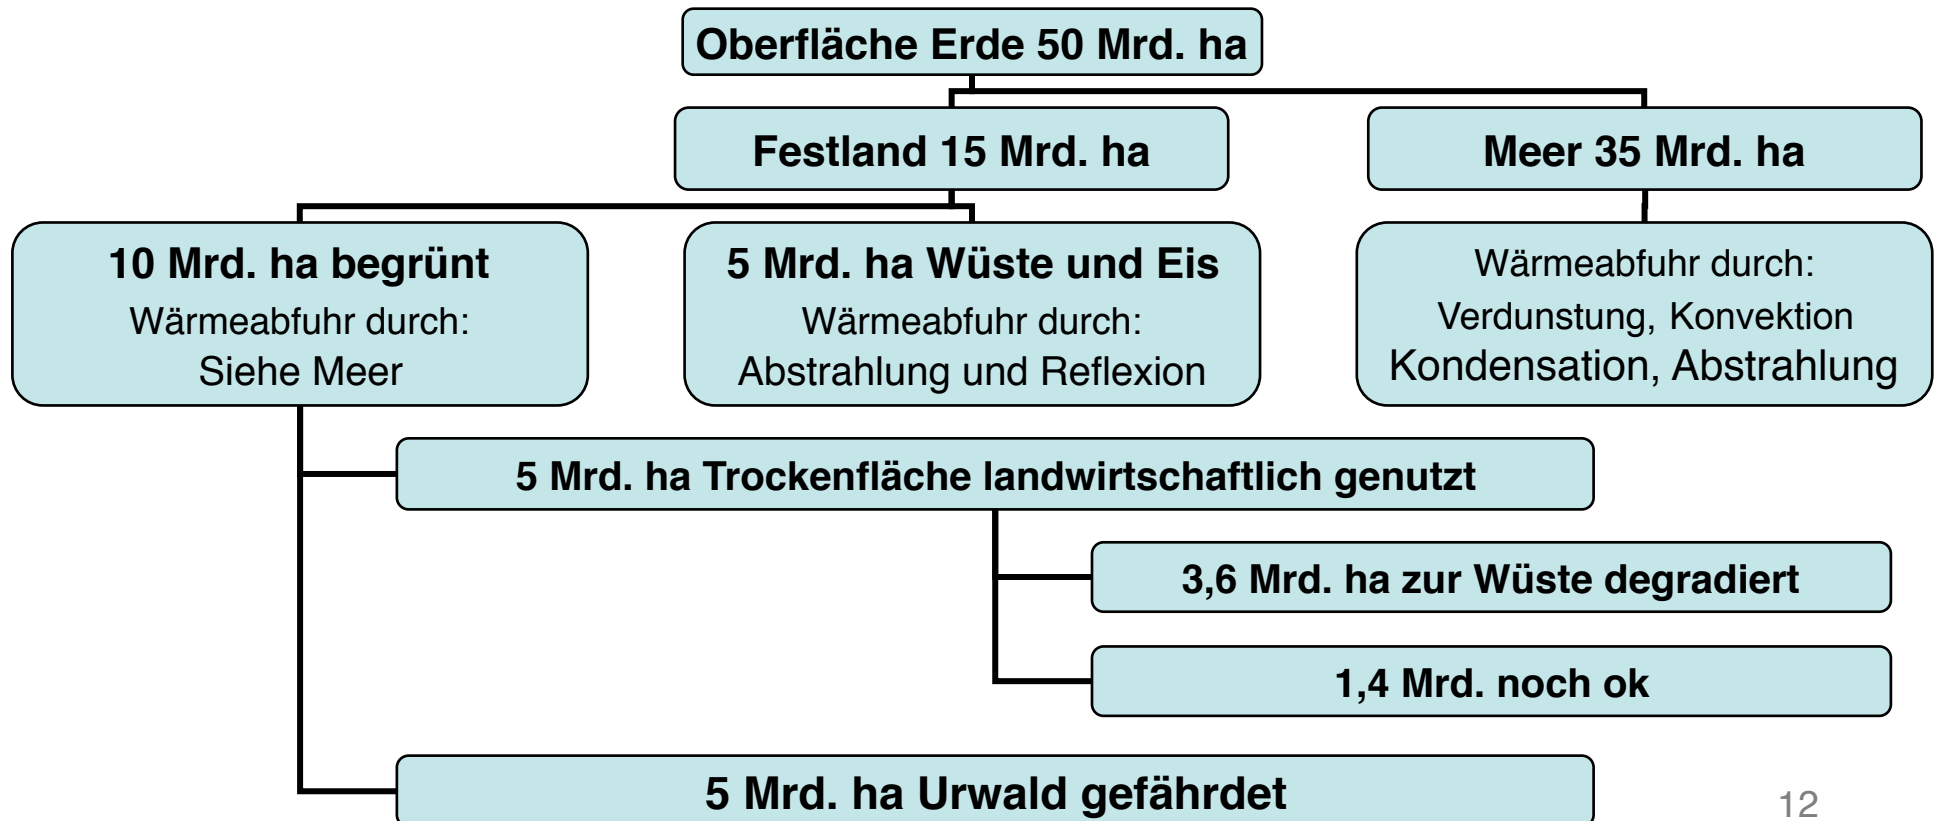 Oberfläche Erde 50 Mrd. ha
Festland 15 Mrd. ha
Meer 35 Mrd. ha
10 Mrd. ha begrünt
Wärmeabfuhr durch:
Siehe Meer
5 Mrd. ha Wüste und Eis
Wärmeabfuhr durch:
Abstrahlung und Reflexion
Wärmeabfuhr durch:
Verdunstung, Konvektion
Kondensation, Abstrahlung
5 Mrd. ha Trockenfläche landwirtschaftlich genutzt
3,6 Mrd. ha zur Wüste degradiert
1,4 Mrd. noch ok
5 Mrd. ha Urwald gefährdet
12